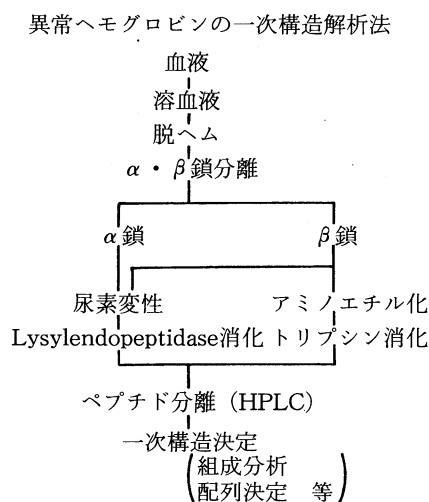 異常ヘモグロビンの一次構造解析法
血液
溶血液
脱ヘム
α・β鎖分離
α鎖 β鎖
尿素変性 アミノエチル化
Lysylendopeptidase消化 トリプシン消化
ペプチド分離（HPLC）
一次構造決定
（組成分析
配列決定　等）